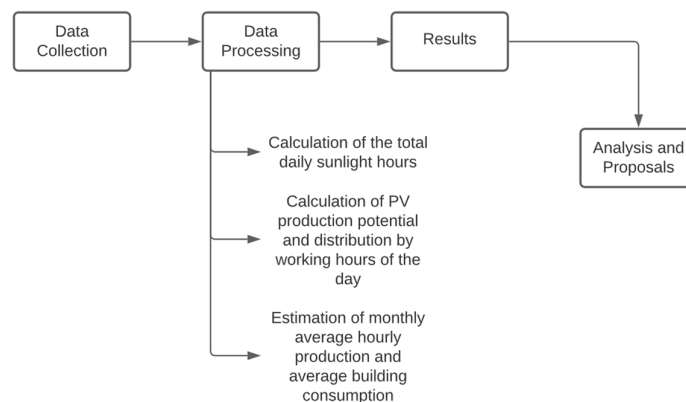 Data
Collection
Data
Processing
Results
Analysis and
Proposals
Calculation of the total
daily sunlight hours
Calculation of PV
production potential
and distribution by
working hours of the
day
Estimation of monthly
average hourly
production and
average building
consumption